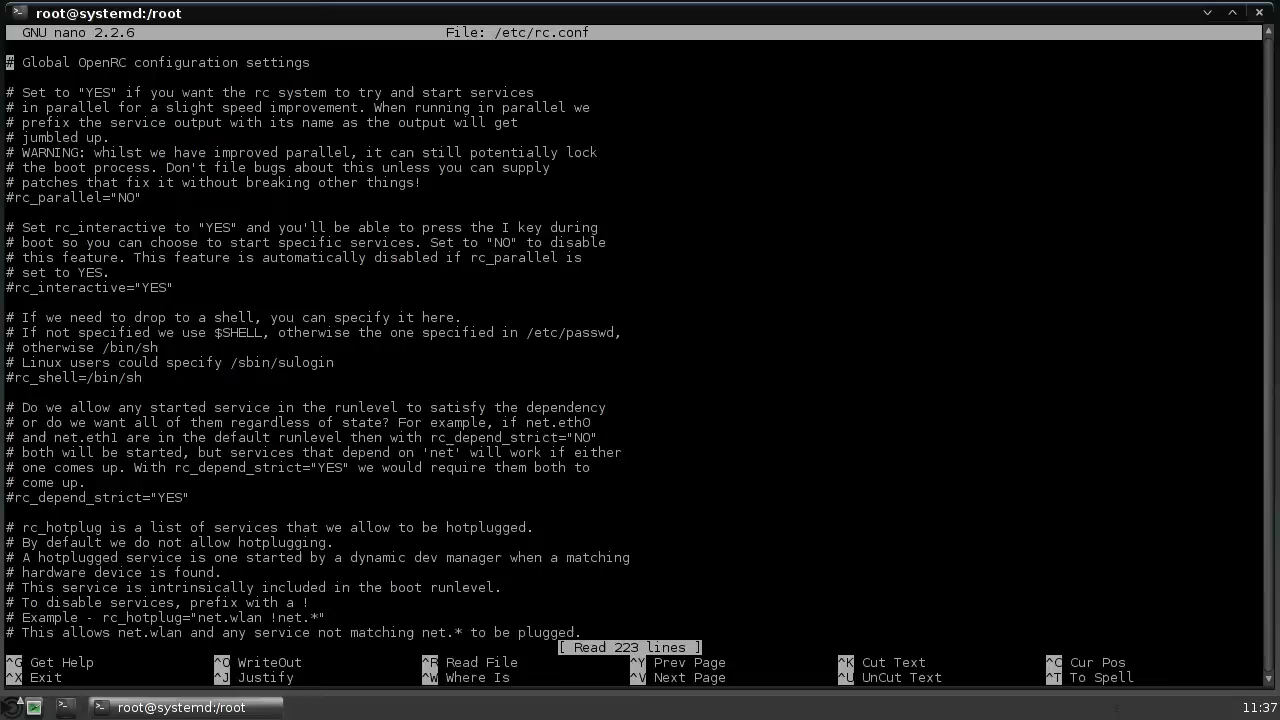 root@systemd:/root
GNU nano 2.2.6 File: /etc/rc.conf
# Global OpenRC configuration settings
# Set to "YES" if you want the rc system to try and start services
# in parallel for a slight speed improvement. When running in parallel we
# prefix the service output with its name as the output will get
# jumbled up.
# WARNING: whilst we have improved parallel, it can still potentially lock
# the boot process. Don't file bugs about this unless you can supply
# patches that fix it without breaking other things!
#rc_parallel="NO"
# Set rc_interactive to "YES" and you'll be able to press the I key during
# boot so you can choose to start specific services. Set to "NO" to disable
# this feature. This feature is automatically disabled if rc_parallel is
# set to YES.
#rc_interactive="YES"
# If we need to drop to a shell, you can specify it here.
# If not specified we use $SHELL, otherwise the one specified in /etc/passwd,
# otherwise /bin/sh
# Linux users could specify /sbin/sulogin
#rc_shell=/bin/sh
# Do we allow any started service in the runlevel to satisfy the dependency
# or do we want all of them regardless of state? For example, if net.eth0
# and net.eth1 are in the default runlevel then with rc_depend_strict="NO"
# both will be started, but services that depend on 'net' will work if either
# one comes up. With rc_depend_strict="YES" we would require them both to
# come up.
#rc_depend_strict="YES"
# rc_hotplug is a list of services that we allow to be hotplugged.
# By default we do not allow hotplugging.
# A hotplugged service is one started by a dynamic dev manager when a matching
# hardware device is found.
# This service is intrinsically included in the boot runlevel.
# To disable services, prefix with a !
# Example - rc_hotplug="net.wlan !net.*"
# This allows net.wlan and any service not matching net.* to be plugged.
[ Read 223 lines ]
^G Get Help ^O WriteOut ^R Read File ^Y Prev Page ^K Cut Text ^C Cur Pos
^X Exit ^J Justify ^W Where Is ^V Next Page ^U UnCut Text ^T To Spell
root@systemd:/root 11:37